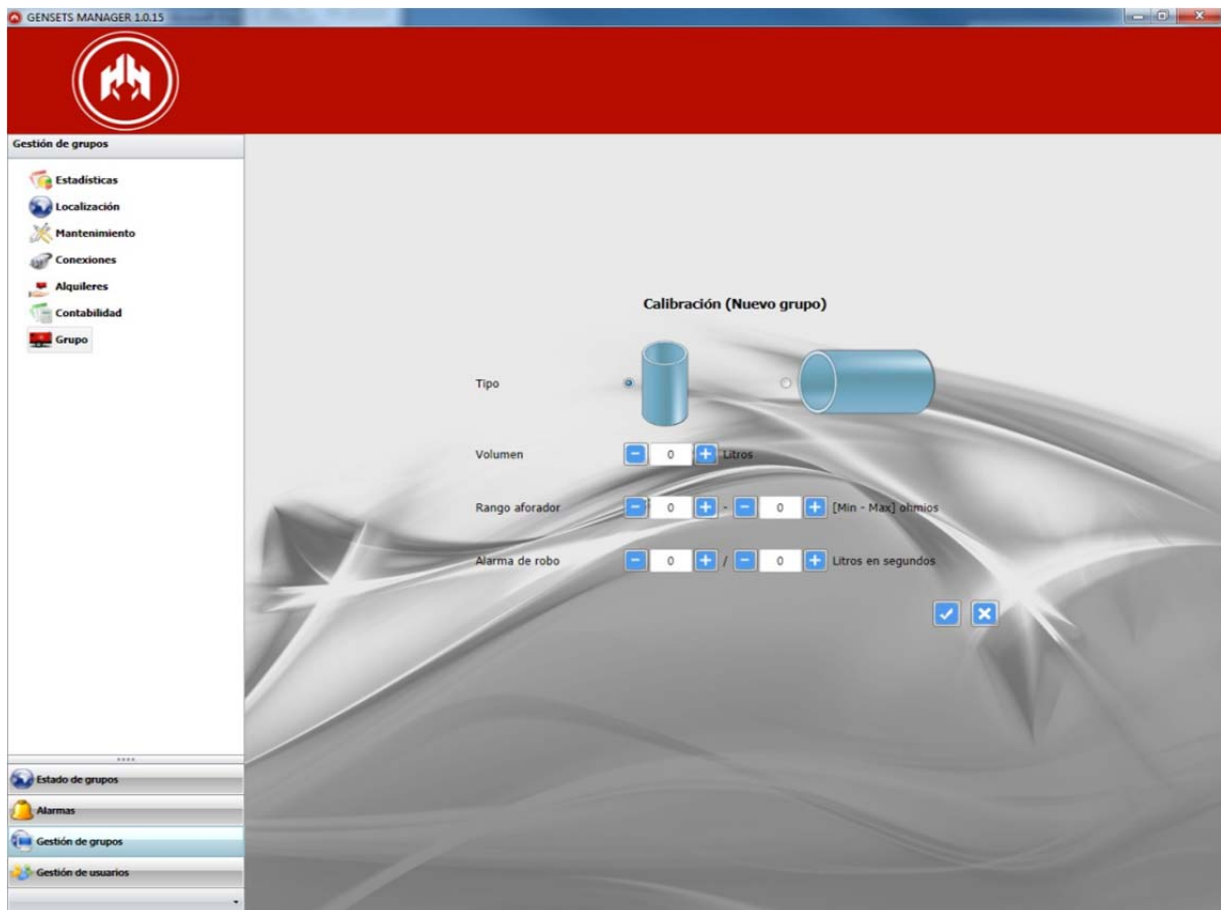 GENSETS MANAGER 1.0.15
Gestión de grupos
Estadísticas
Localización
Mantenimiento
Conexiones
Alquileres
Contabilidad
Grupo
Calibración (Nuevo grupo)
Tipo
Volumen 0 Litros
Rango aforador 0 - 0 [Min - Max] ohmios
Alarma de robo 0 / 0 Litros en segundos
Estado de grupos
Alarmas
Gestión de grupos
Gestión de usuarios